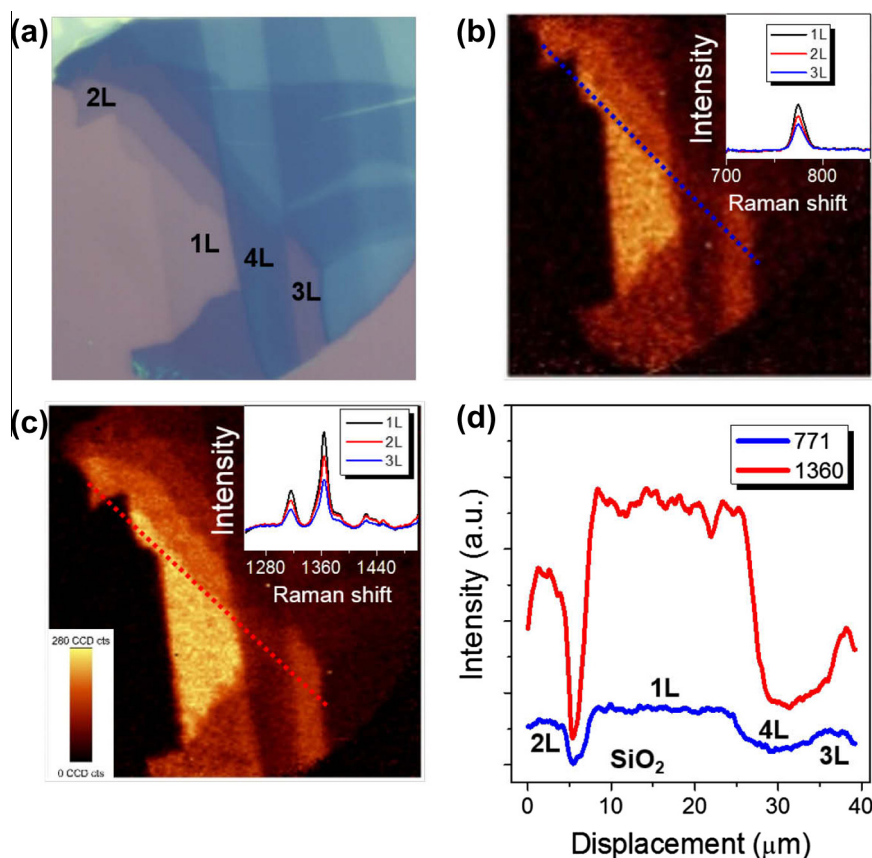 (a)
2L
1L
4L
3L
(b)
Intensity
1L
2L
3L
700 800
Raman shift
(c)
Intensity
1L
2L
3L
1280 1360 1440
Raman shift
280 CCD cts
0 CCD cts
(d)
Intensity (a.u.)
771
1360
1L
2L
4L
SiO₂
3L
0 10 20 30 40
Displacement (μm)